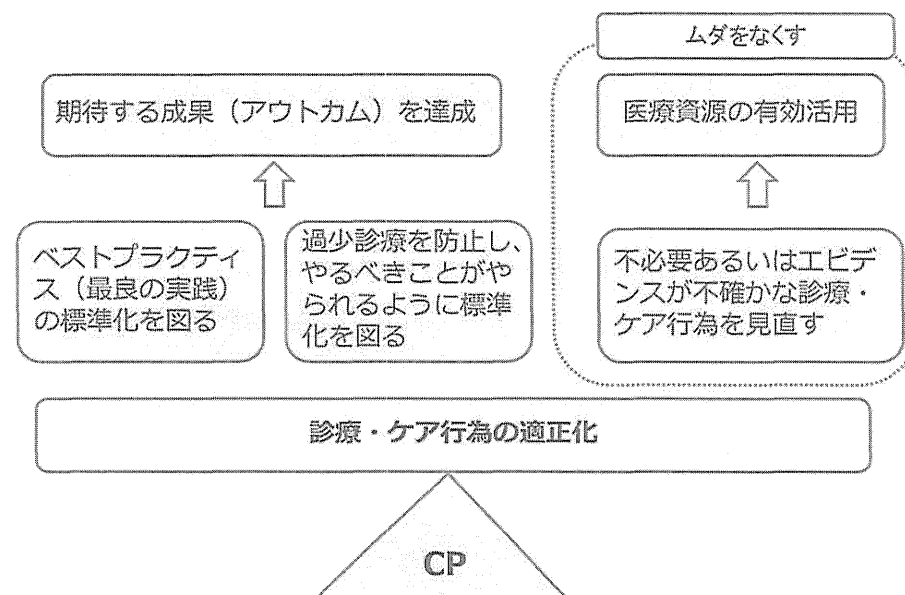 ムダをなくす
期待する成果（アウトカム）を達成
医療資源の有効活用
ベストプラクティ
ス（最良の実践）
の標準化を図る
過少診療を防止し、
やるべきことがや
られるように標準
化を図る
不必要あるいはエビデ
ンスが不確かな診療・
ケア行為を見直す
診療・ケア行為の適正化
CP